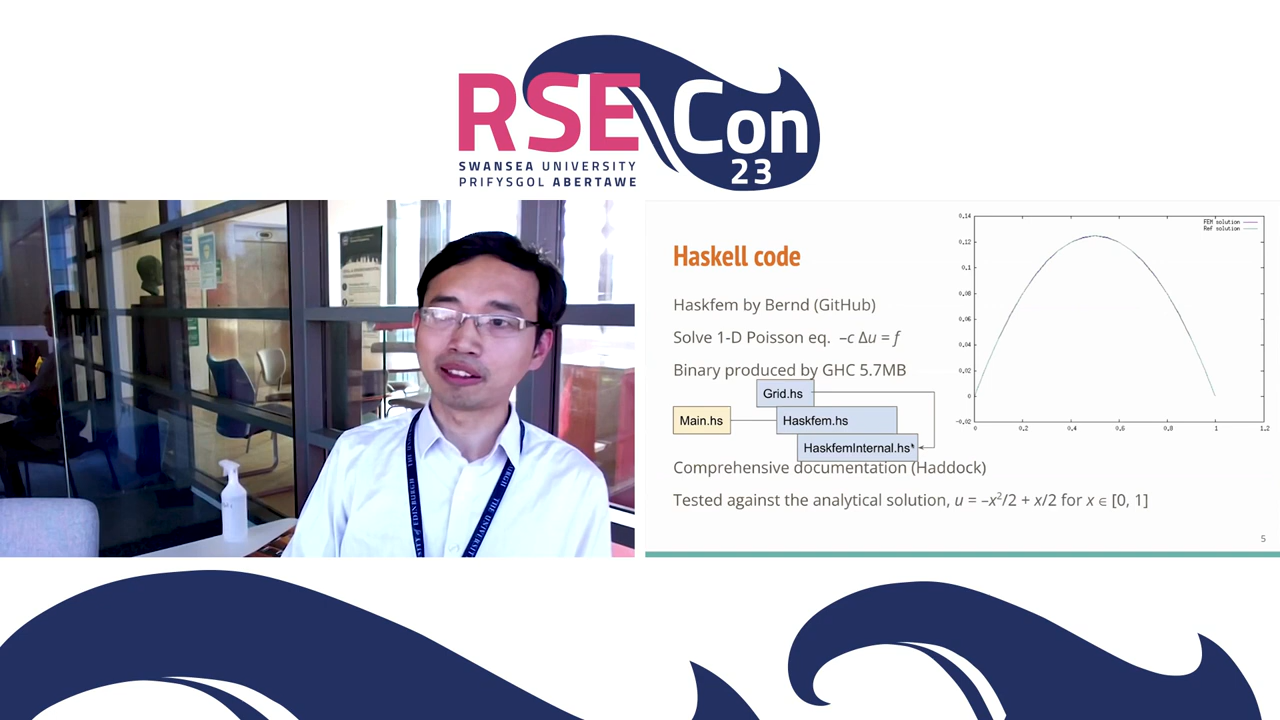 RSE Con
23
SWANSEA UNIVERSITY
PRIFYSGOL ABERTAWE
Haskell code
Haskfem by Bernd (GitHub)
Solve 1-D Poisson eq. –c Δu = f
Binary produced by GHC 5.7MB
Grid.hs
Main.hs
Haskfem.hs
HaskfemInternal.hs*
Comprehensive documentation (Haddock)
Tested against the analytical solution, u = –x²/2 + x/2 for x ∈ [0, 1]
5
FEM solution
Ref solution
0.14
0.12
0.1
0.08
0.06
0.04
0.02
0
-0.02
0 0.2 0.4 0.6 0.8 1 1.2